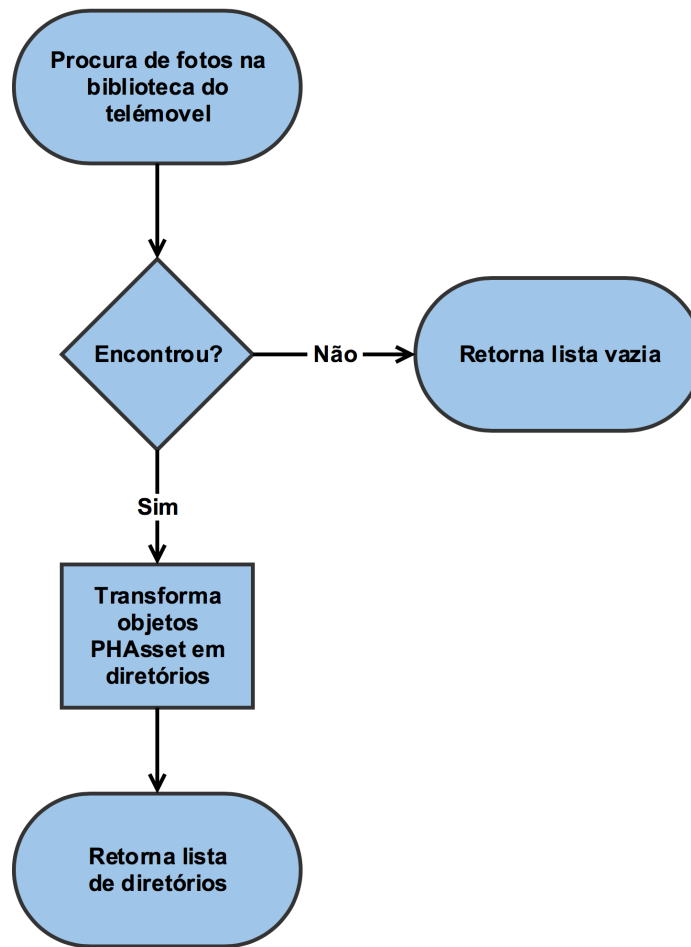 Procura de fotos na
biblioteca do
telémovel
Encontrou?
Não
Retorna lista vazia
Sim
Transforma
objetos
PHAsset em
diretórios
Retorna lista
de diretórios